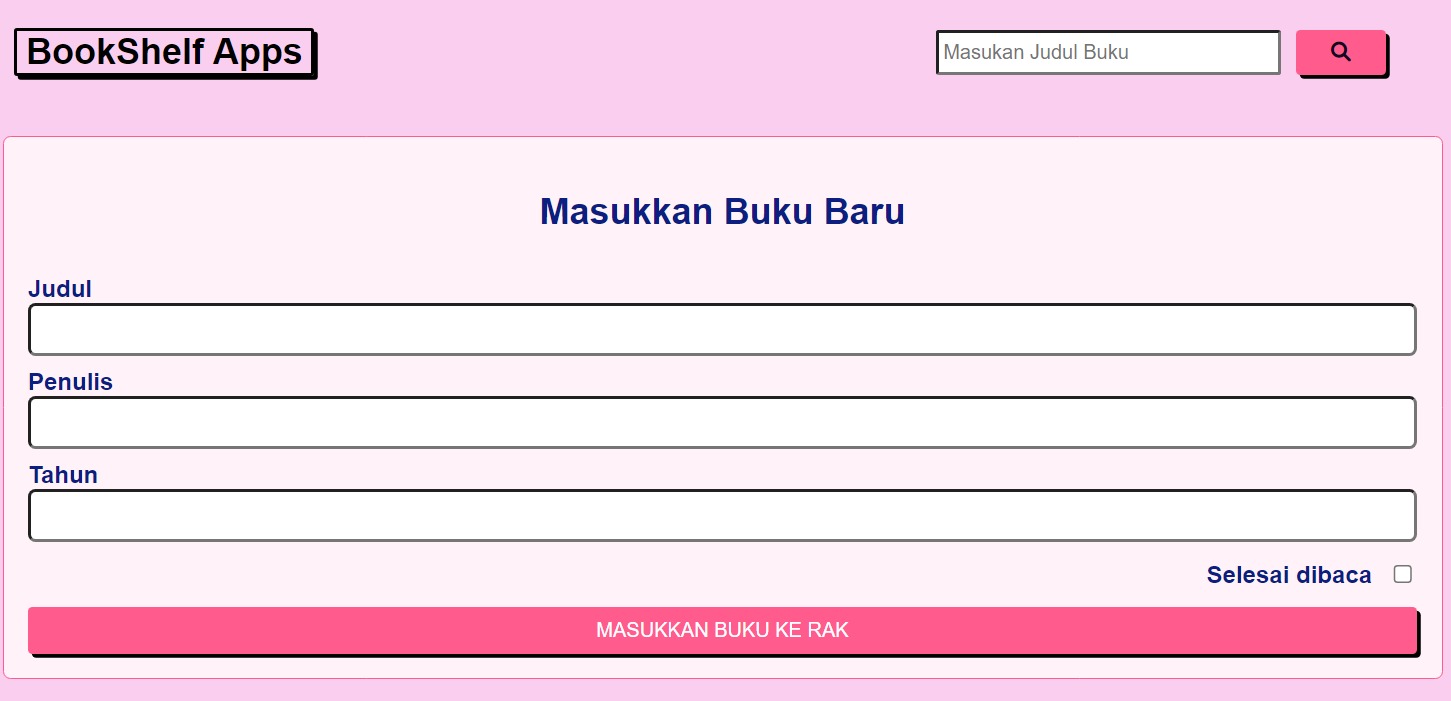 BookShelf Apps
Masukan Judul Buku
Masukkan Buku Baru
Judul
Penulis
Tahun
Selesai dibaca
MASUKKAN BUKU KE RAK